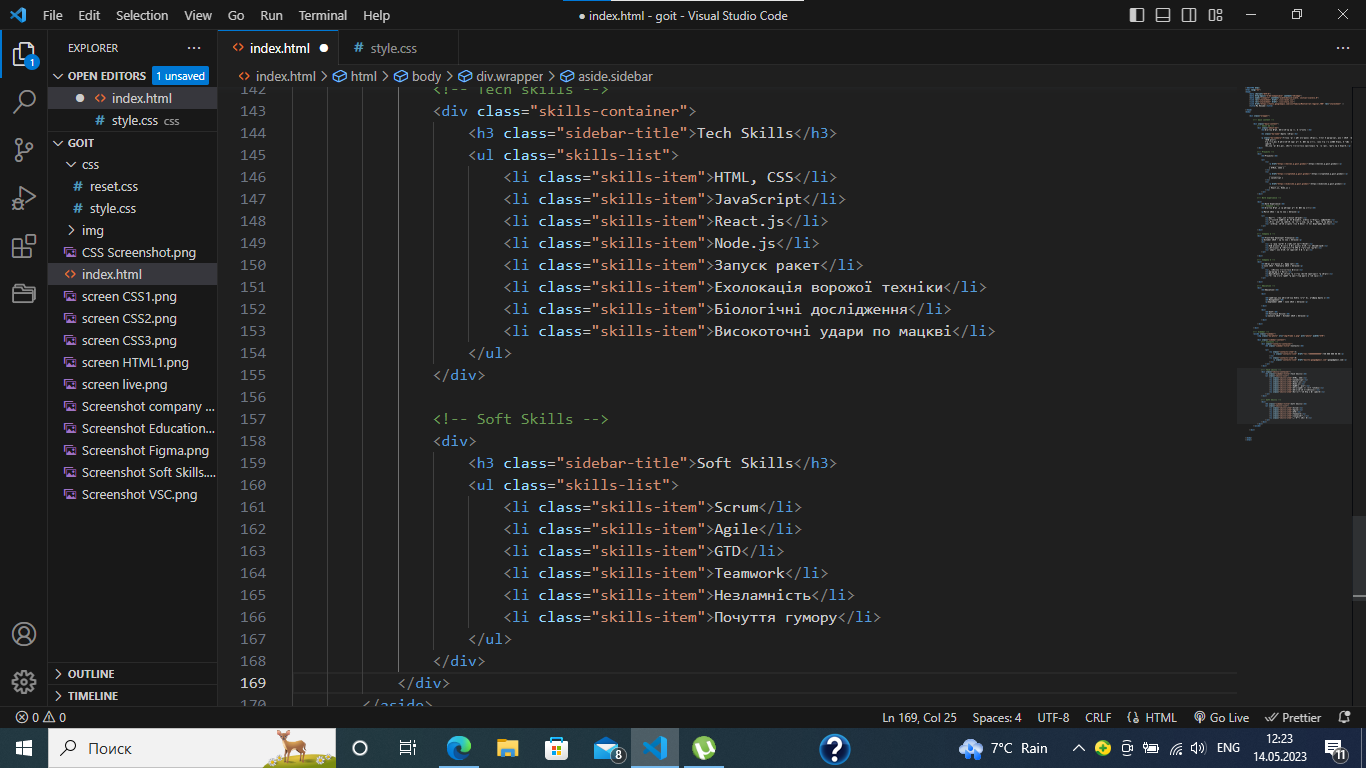 File Edit Selection View Go Run Terminal Help
● index.html - goit - Visual Studio Code
EXPLORER
OPEN EDITORS 1 unsaved
index.html
style.css css
GOIT
css
reset.css
style.css
img
CSS Screenshot.png
index.html
screen CSS1.png
screen CSS2.png
screen CSS3.png
screen HTML1.png
screen live.png
Screenshot company ...
Screenshot Education...
Screenshot Figma.png
Screenshot Soft Skills....
Screenshot VSC.png
OUTLINE
TIMELINE
index.html style.css
index.html > html > body > div.wrapper > aside.sidebar
142 <!-- Tech skills -->
143 <div class="skills-container">
144 <h3 class="sidebar-title">Tech Skills</h3>
145 <ul class="skills-list">
146 <li class="skills-item">HTML, CSS</li>
147 <li class="skills-item">JavaScript</li>
148 <li class="skills-item">React.js</li>
149 <li class="skills-item">Node.js</li>
150 <li class="skills-item">Запуск ракет</li>
151 <li class="skills-item">Ехолокація ворожої техніки</li>
152 <li class="skills-item">Біологічні дослідження</li>
153 <li class="skills-item">Високоточні удари по мацкві</li>
154 </ul>
155 </div>
156
157 <!-- Soft Skills -->
158 <div>
159 <h3 class="sidebar-title">Soft Skills</h3>
160 <ul class="skills-list">
161 <li class="skills-item">Scrum</li>
162 <li class="skills-item">Agile</li>
163 <li class="skills-item">GTD</li>
164 <li class="skills-item">Teamwork</li>
165 <li class="skills-item">Незламність</li>
166 <li class="skills-item">Почуття гумору</li>
167 </ul>
168 </div>
169 </div>
170 </aside>
0 0
Ln 169, Col 25 Spaces: 4 UTF-8 CRLF HTML Go Live Prettier
Поиск
8
7°C Rain
ENG
12:23
14.05.2023
11